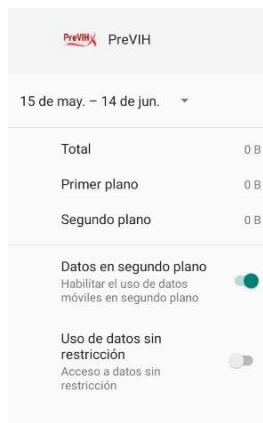 PreVIH PreVIH
15 de may. – 14 de jun.
Total 0 B
Primer plano 0 B
Segundo plano 0 B
Datos en segundo plano
Habilitar el uso de datos
móviles en segundo plano
Uso de datos sin
restricción
Acceso a datos sin
restricción